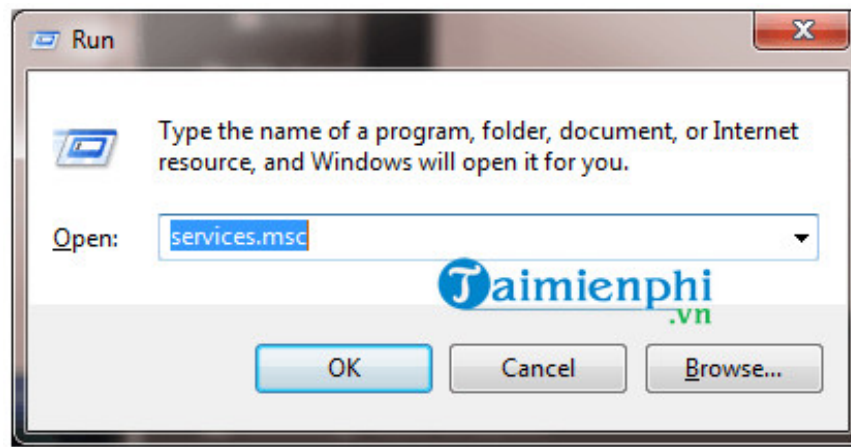 Run
Type the name of a program, folder, document, or Internet
resource, and Windows will open it for you.
Open: services.msc
Taimienphi
.vn
OK Cancel Browse...